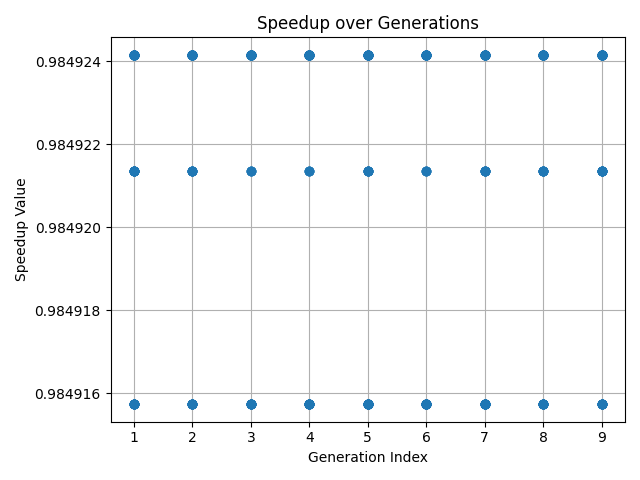 Speedup over Generations
Speedup Value
0.984924
0.984922
0.984920
0.984918
0.984916
1 2 3 4 5 6 7 8 9
Generation Index